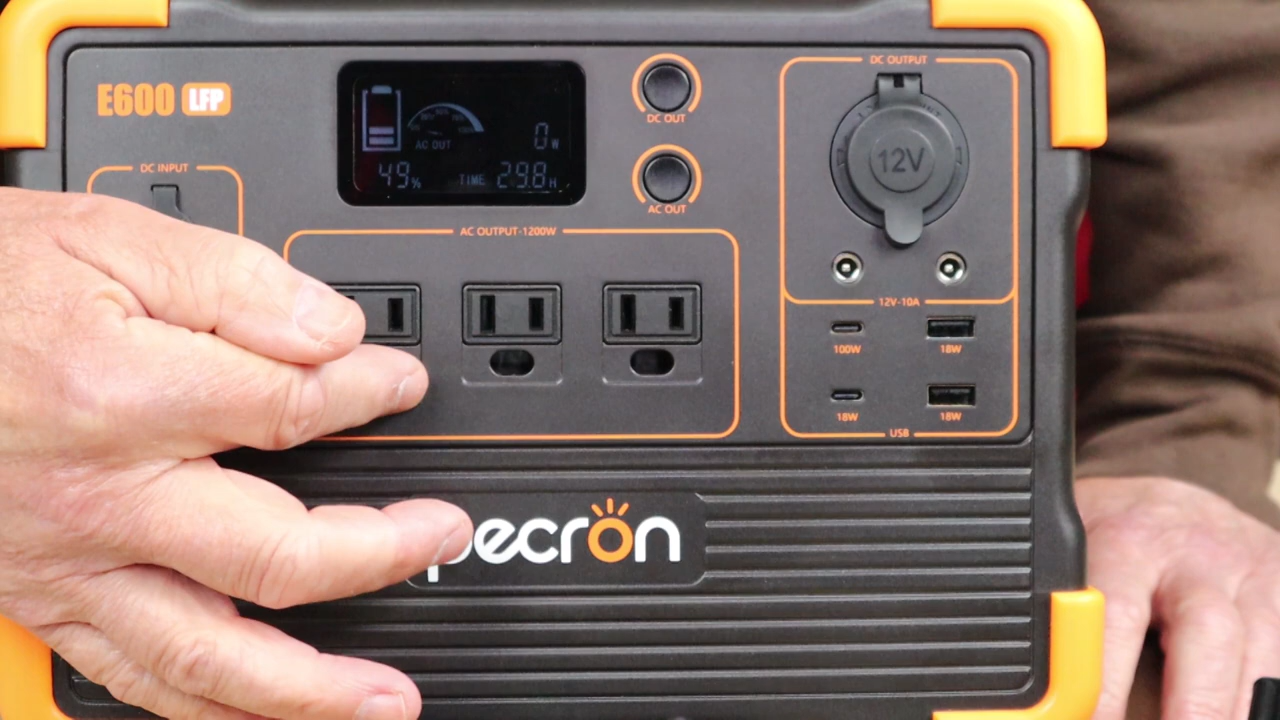 E600 LFP
DC INPUT
AC OUT
0W
49%
TIME 29.8H
DC OUT
AC OUT
AC OUTPUT-1200W
DC OUTPUT
12V
12V-10A
100W
18W
18W
18W
USB
pecron